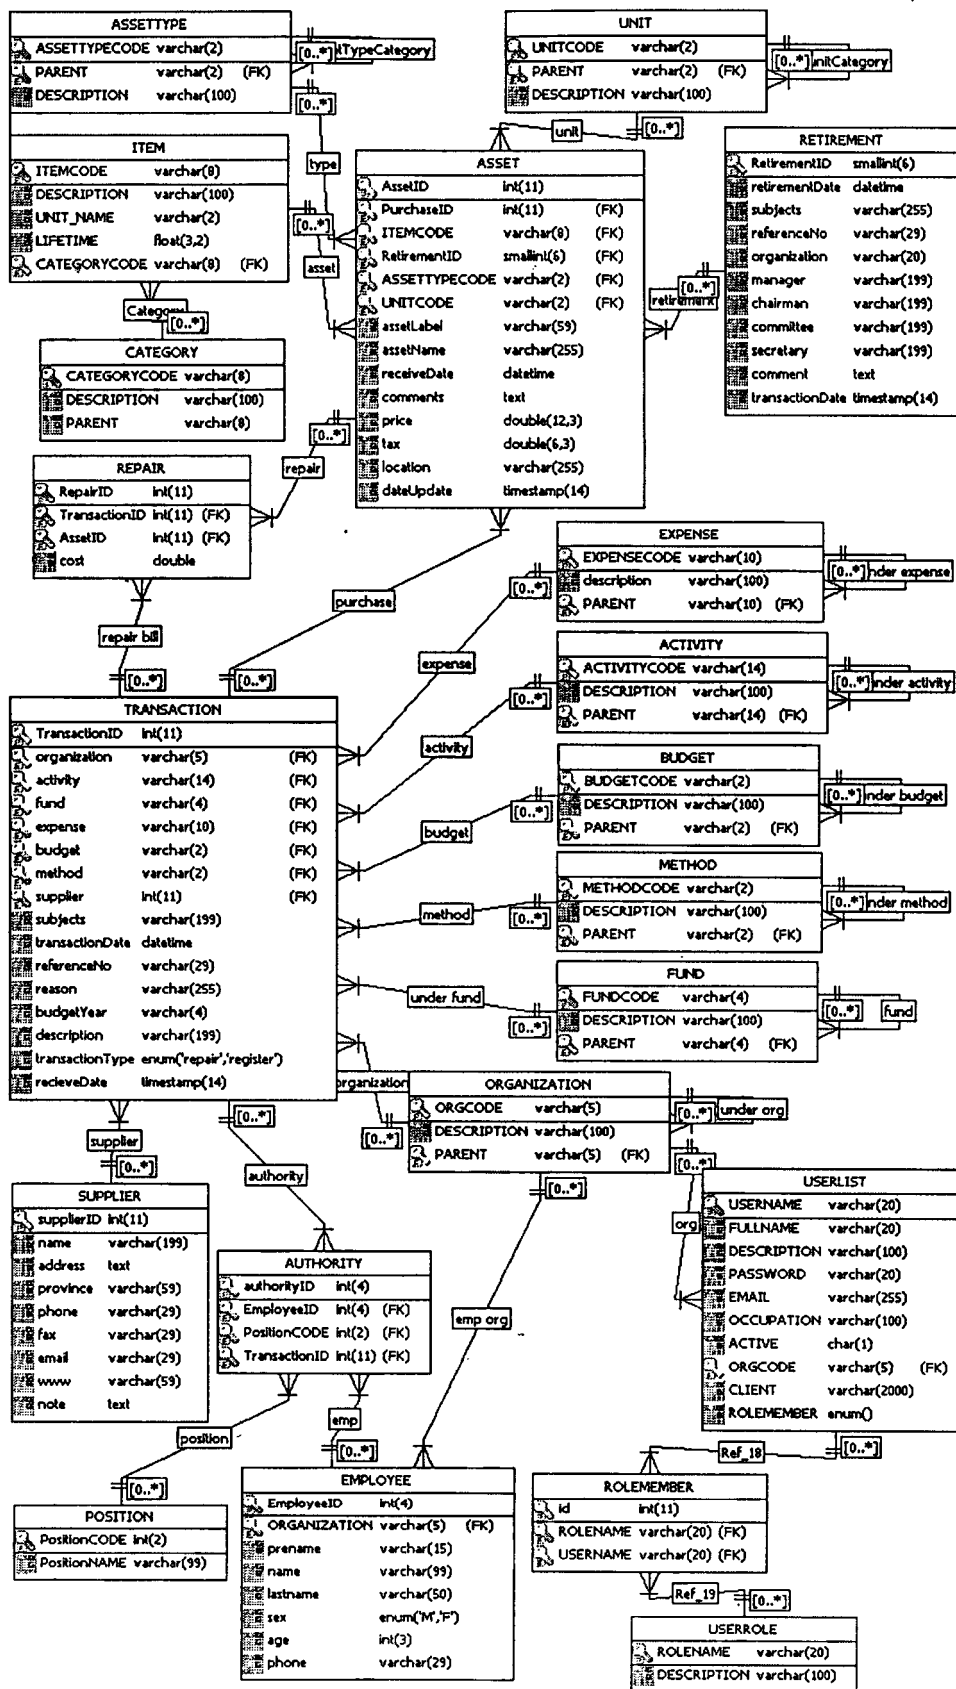 ASSETTYPE
ASSETTYPECODE varchar(2)
PARENT varchar(2) (FK)
DESCRIPTION varchar(100)
[0..*] tTypeCategory
[0..*]
type
UNIT
UNITCODE varchar(2)
PARENT varchar(2) (FK)
DESCRIPTION varchar(100)
[0..*] unitCategory
[0..*]
unit
ITEM
ITEMCODE varchar(8)
DESCRIPTION varchar(100)
UNIT_NAME varchar(2)
LIFETIME float(3,2)
CATEGORYCODE varchar(8) (FK)
[0..*]
asset
Category
[0..*]
ASSET
AssetID int(11)
PurchaseID int(11) (FK)
ITEMCODE varchar(8) (FK)
RetirementID smallint(6) (FK)
ASSETTYPECODE varchar(2) (FK)
UNITCODE varchar(2) (FK)
assetLabel varchar(59)
assetName varchar(255)
receiveDate datetime
comments text
price double(12,3)
tax double(6,3)
location varchar(255)
dateUpdate timestamp(14)
RETIREMENT
RetirementID smallint(6)
retirementDate datetime
subjects varchar(255)
referenceNo varchar(29)
organization varchar(20)
manager varchar(199)
chairman varchar(199)
committee varchar(199)
secretary varchar(199)
comment text
transactionDate timestamp(14)
[0..*]
retirement
CATEGORY
CATEGORYCODE varchar(8)
DESCRIPTION varchar(100)
PARENT varchar(8)
[0..*]
repair
REPAIR
RepairID int(11)
TransactionID int(11) (FK)
AssetID int(11) (FK)
cost double
repair bill
[0..*]
purchase
[0..*]
EXPENSE
EXPENSECODE varchar(10)
description varchar(100)
PARENT varchar(10) (FK)
[0..*] nder expense
[0..*]
expense
ACTIVITY
ACTIVITYCODE varchar(14)
DESCRIPTION varchar(100)
PARENT varchar(14) (FK)
[0..*] nder activity
[0..*]
activity
BUDGET
BUDGETCODE varchar(2)
DESCRIPTION varchar(100)
PARENT varchar(2) (FK)
[0..*] nder budget
[0..*]
budget
METHOD
METHODCODE varchar(2)
DESCRIPTION varchar(100)
PARENT varchar(2) (FK)
[0..*] nder method
[0..*]
method
FUND
FUNDCODE varchar(4)
DESCRIPTION varchar(100)
PARENT varchar(4) (FK)
[0..*] fund
[0..*]
under fund
TRANSACTION
TransactionID int(11)
organization varchar(5) (FK)
activity varchar(14) (FK)
fund varchar(4) (FK)
expense varchar(10) (FK)
budget varchar(2) (FK)
method varchar(2) (FK)
supplier int(11) (FK)
subjects varchar(199)
transactionDate datetime
referenceNo varchar(29)
reason varchar(255)
budgetYear varchar(4)
description varchar(199)
transactionType enum('repair','register')
recieveDate timestamp(14)
organization
[0..*]
ORGANIZATION
ORGCODE varchar(5)
DESCRIPTION varchar(100)
PARENT varchar(5) (FK)
[0..*] under org
[0..*]
org
[0..*]
emp org
supplier
[0..*]
[0..*]
authority
SUPPLIER
supplierID int(11)
name varchar(199)
address text
province varchar(59)
phone varchar(29)
fax varchar(29)
email varchar(29)
www varchar(59)
note text
AUTHORITY
authorityID int(4)
EmployeeID int(4) (FK)
PositionCODE int(2) (FK)
TransactionID int(11) (FK)
USERLIST
USERNAME varchar(20)
FULLNAME varchar(20)
DESCRIPTION varchar(100)
PASSWORD varchar(20)
EMAIL varchar(255)
OCCUPATION varchar(100)
ACTIVE char(1)
ORGCODE varchar(5) (FK)
CLIENT varchar(2000)
ROLEMEMBER enum()
position
[0..*]
emp
[0..*]
Ref_18
[0..*]
POSITION
PositionCODE int(2)
PositionNAME varchar(99)
EMPLOYEE
EmployeeID int(4)
ORGANIZATION varchar(5) (FK)
prename varchar(15)
name varchar(99)
lastname varchar(50)
sex enum('M','F')
age int(3)
phone varchar(29)
ROLEMEMBER
id int(11)
ROLENAME varchar(20) (FK)
USERNAME varchar(20) (FK)
Ref_19
[0..*]
USERROLE
ROLENAME varchar(20)
DESCRIPTION varchar(100)